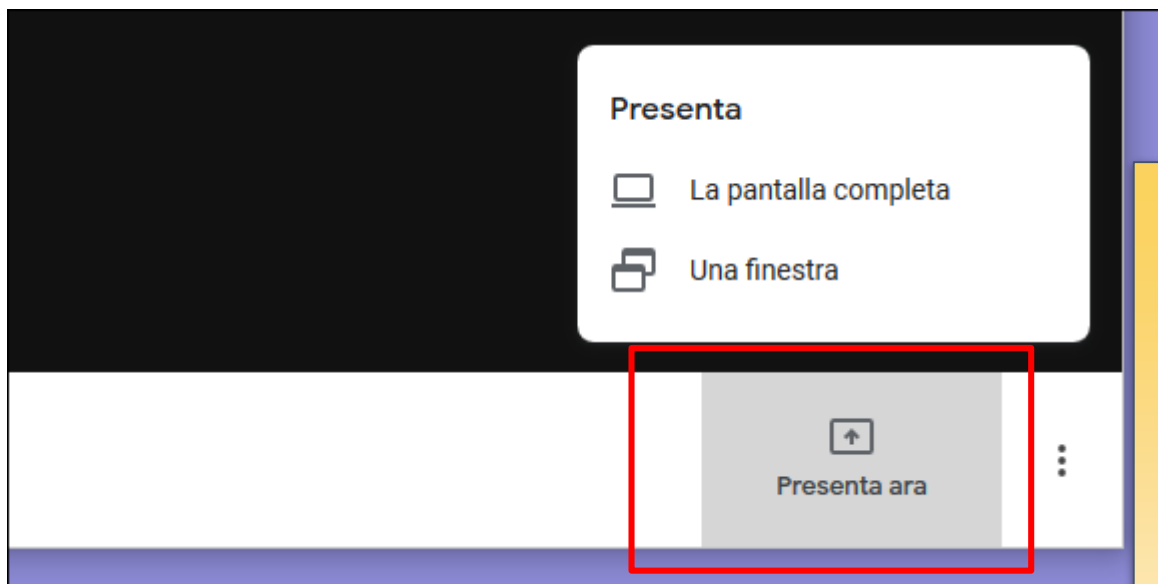 Presenta
La pantalla completa
Una finestra
Presenta ara